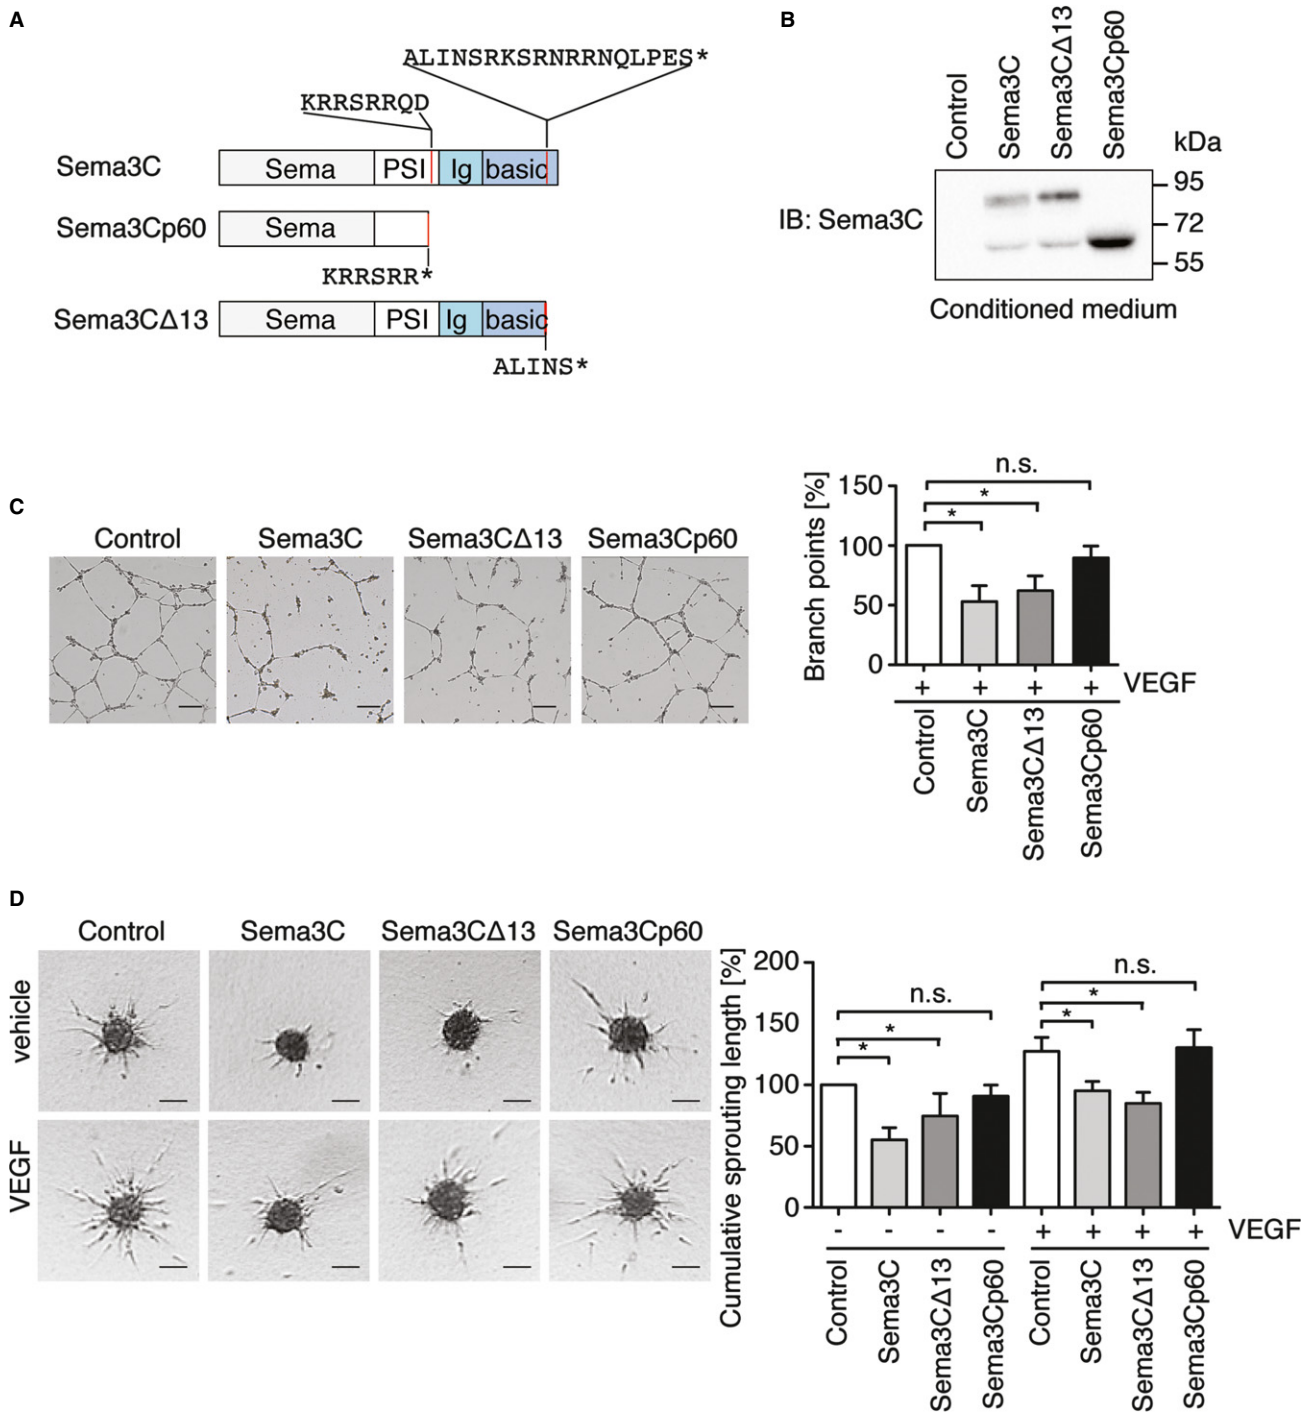 A
ALINSRKSRNRRNQLPES*
KRRSRRQD
Sema3C
Sema PSI Ig basic
Sema3Cp60
Sema
KRRSRR*
Sema3CΔ13
Sema PSI Ig basic
ALINS*
B
Control
Sema3C
Sema3CΔ13
Sema3Cp60
kDa
95
72
55
IB: Sema3C
Conditioned medium
C
Control Sema3C Sema3CΔ13 Sema3Cp60
Branch points [%]
150
100
50
0
n.s.
*
*
+ + + + VEGF
Control
Sema3C
Sema3CΔ13
Sema3Cp60
D
Control Sema3C Sema3CΔ13 Sema3Cp60
vehicle
VEGF
Cumulative sprouting length [%]
200
150
100
50
0
n.s.
*
*
n.s.
*
*
- - - - + + + + VEGF
Control
Sema3C
Sema3CΔ13
Sema3Cp60
Control
Sema3C
Sema3CΔ13
Sema3Cp60